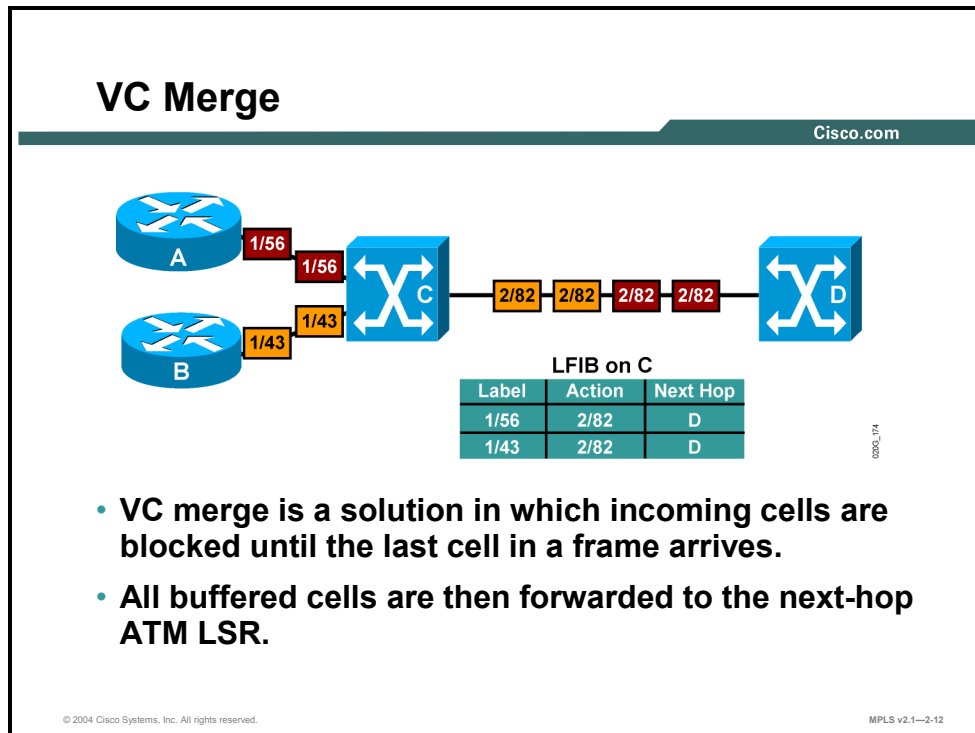 VC Merge
Cisco.com
A
1/56
1/56
1/43
1/43
B
C
2/82
2/82
2/82
2/82
D
LFIB on C
Label Action Next Hop
1/56 2/82 D
1/43 2/82 D
020G_174
• VC merge is a solution in which incoming cells are
blocked until the last cell in a frame arrives.
• All buffered cells are then forwarded to the next-hop
ATM LSR.
© 2004 Cisco Systems, Inc. All rights reserved.
MPLS v2.1—2-12